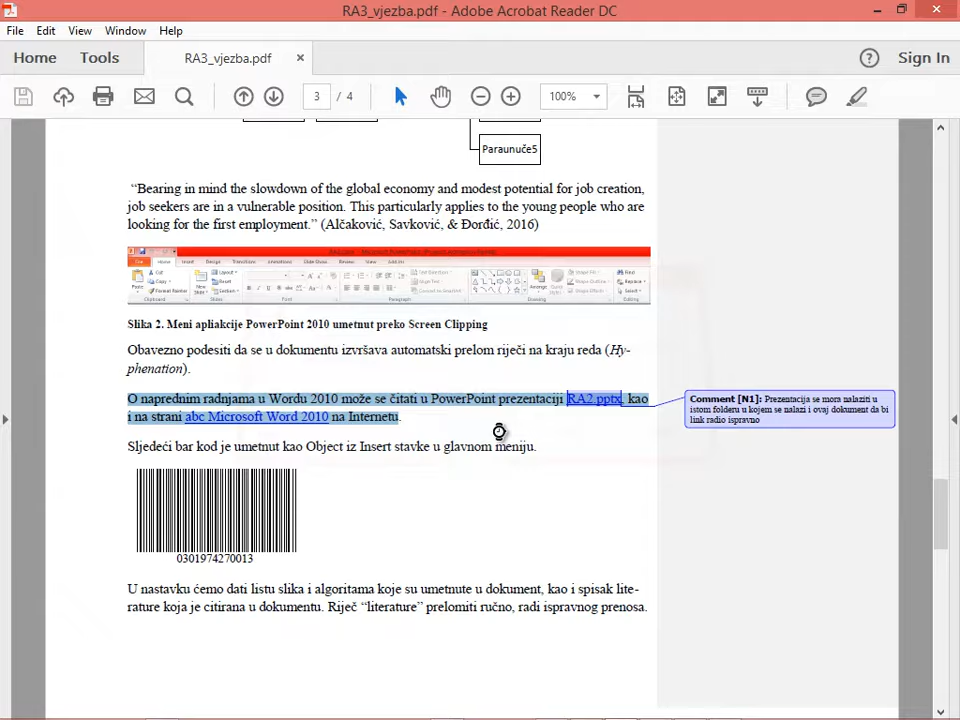 RA3_vjezba.pdf - Adobe Acrobat Reader DC
File Edit View Window Help
Home Tools RA3_vjezba.pdf × Sign In
3 / 4 100%
Paraunuče5
“Bearing in mind the slowdown of the global economy and modest potential for job creation,
job seekers are in a vulnerable position. This particularly applies to the young people who are
looking for the first employment.” (Alčaković, Savković, & Đorđić, 2016)
Slika 2. Meni apliakcije PowerPoint 2010 umetnut preko Screen Clipping
Obavezno podesiti da se u dokumentu izvršava automatski prelom riječi na kraju reda (Hy-
phenation).
O naprednim radnjama u Wordu 2010 može se čitati u PowerPoint prezentaciji RA2.pptx, kao
i na strani abc Microsoft Word 2010 na Internetu.
Comment [N1]: Prezentacija se mora nalaziti u
istom folderu u kojem se nalazi i ovaj dokument da bi
link radio ispravno
Sljedeći bar kod je umetnut kao Object iz Insert stavke u glavnom meniju.
0301974270013
U nastavku ćemo dati listu slika i algoritama koje su umetnute u dokument, kao i spisak lite-
rature koja je citirana u dokumentu. Riječ “literature” prelomiti ručno, radi ispravnog prenosa.